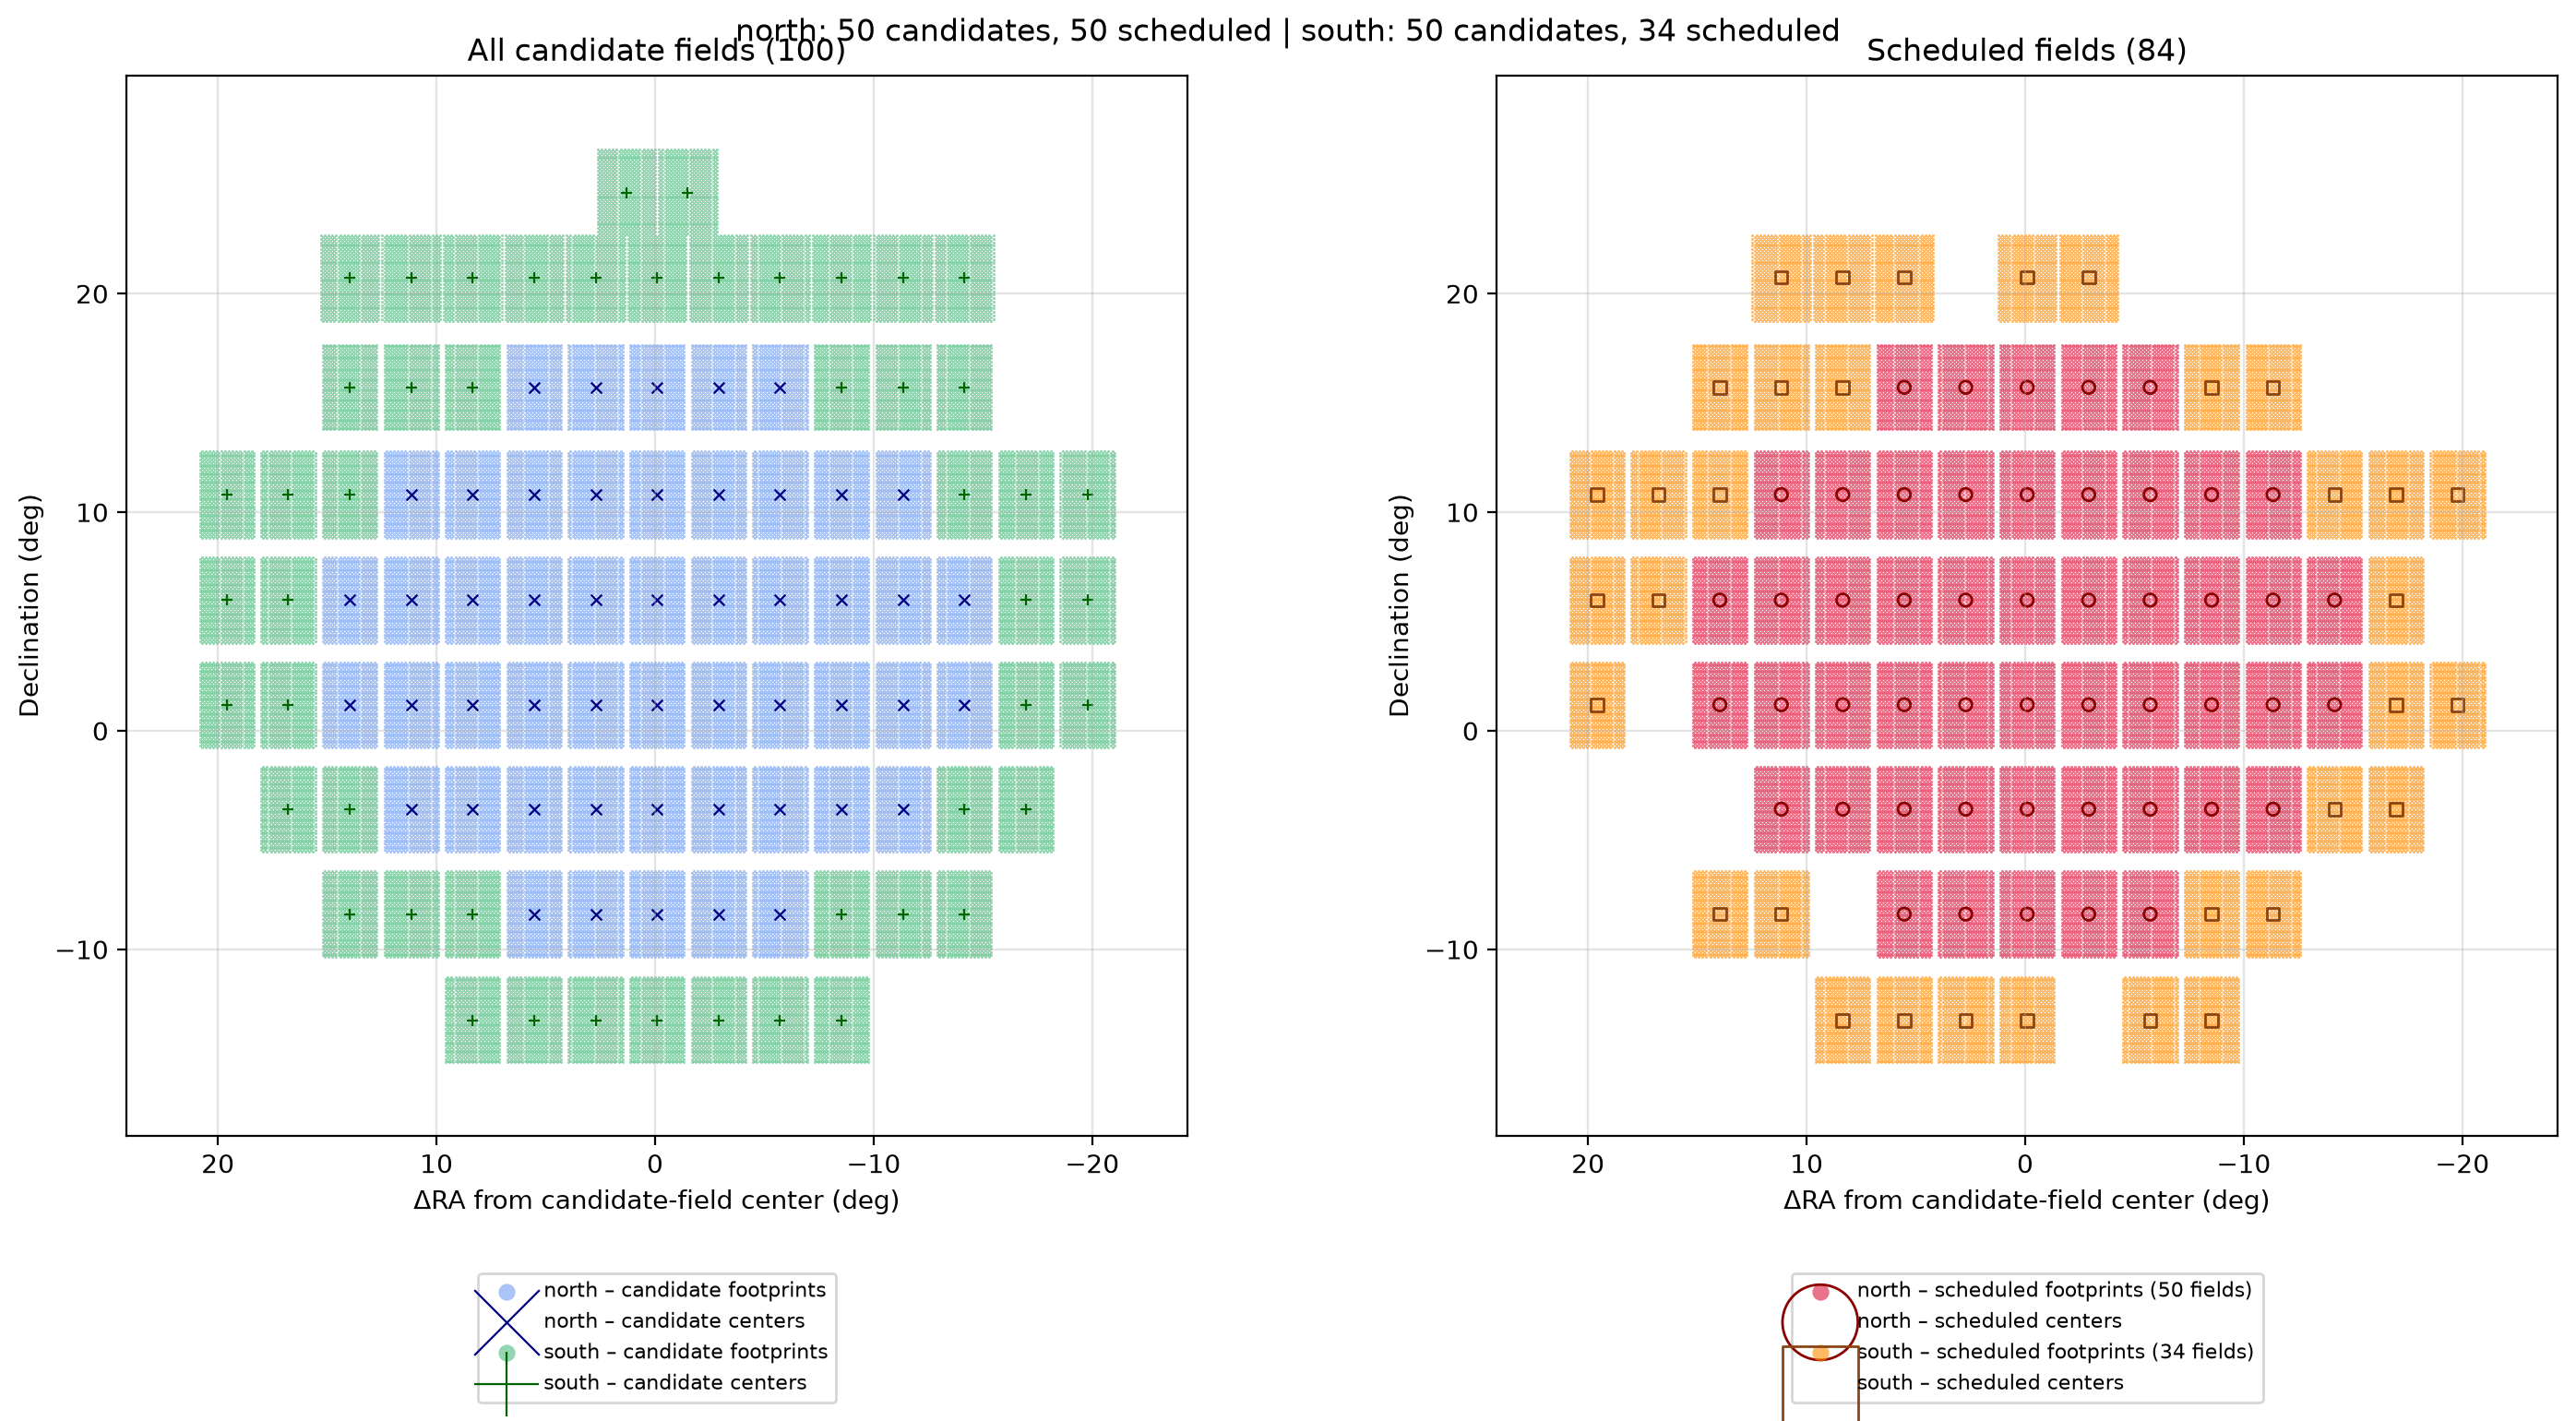 north: 50 candidates, 50 scheduled | south: 50 candidates, 34 scheduled
All candidate fields (100)
Scheduled fields (84)
Declination (deg)
20
10
0
−10
20
10
0
−10
−20
ΔRA from candidate-field center (deg)
Declination (deg)
20
10
0
−10
20
10
0
−10
−20
ΔRA from candidate-field center (deg)
north – candidate footprints
north – candidate centers
south – candidate footprints
south – candidate centers
north – scheduled footprints (50 fields)
north – scheduled centers
south – scheduled footprints (34 fields)
south – scheduled centers